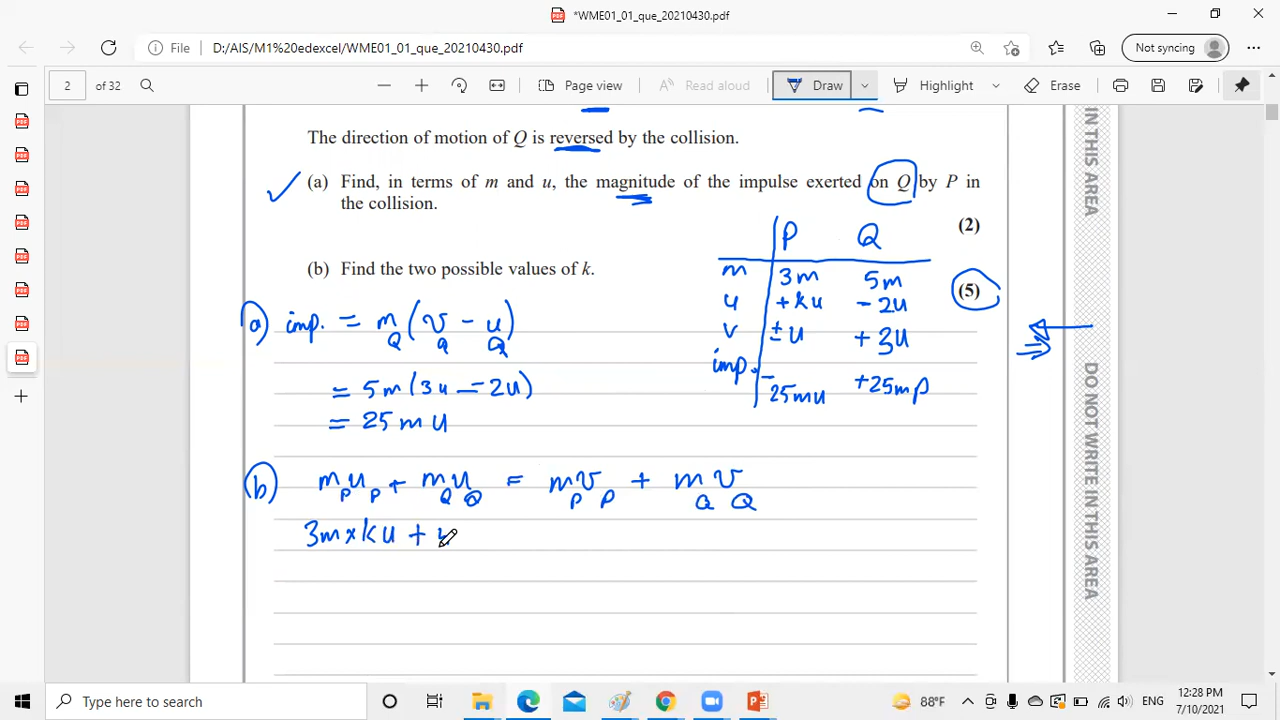 *WME01_01_que_20210430.pdf
File D:/AIS/M1%20edexcel/WME01_01_que_20210430.pdf Not syncing
2 of 32 Page view Read aloud Draw Highlight Erase
The direction of motion of Q is reversed by the collision.
(a) Find, in terms of m and u, the magnitude of the impulse exerted on Q by P in
the collision.
(2)
(b) Find the two possible values of k.
(5)
P Q
m 3m 5m
u +ku -2u
v ±u +3u
imp. -25mu +25mp
a) imp. = m_Q (v_Q - u_Q)
= 5m(3u - -2u)
= 25mu
(b) m_P u_P + m_Q u_Q = m_P v_P + m_Q v_Q
3m×ku +
IN THIS AREA
DO NOT WRITE IN THIS AREA
Type here to search
88°F
ENG
12:28 PM
7/10/2021